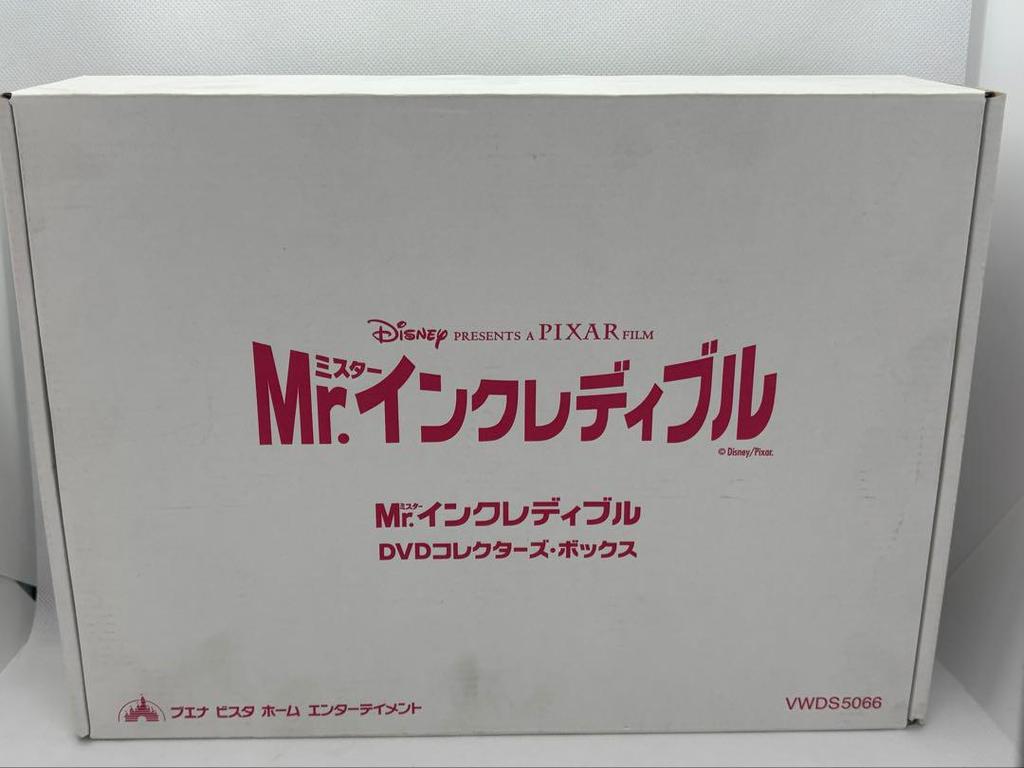 Disney PRESENTS A PIXAR FILM
ミスター
Mr.インクレディブル
© Disney/Pixar.
ミスター
Mr.インクレディブル
DVDコレクターズ・ボックス
ブエナ ビスタ ホーム エンターテイメント
VWDS5066